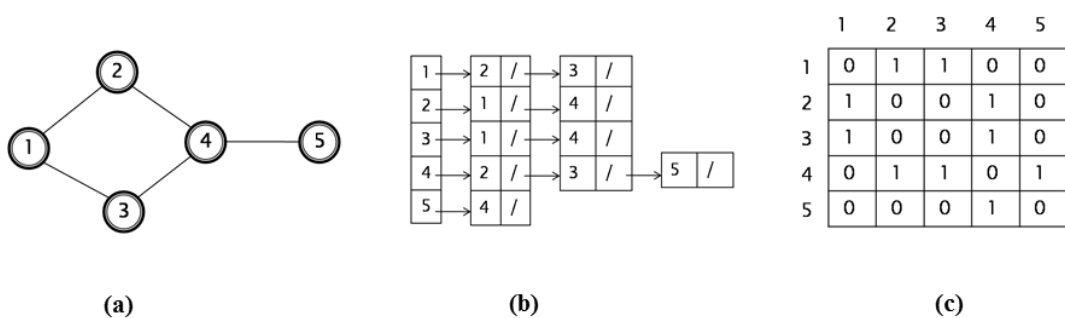 2
1
4
5
3
(a)
1 2 / 3 /
2 1 / 4 /
3 1 / 4 /
4 2 / 3 / 5 /
5 4 /
(b)
1 2 3 4 5
1 0 1 1 0 0
2 1 0 0 1 0
3 1 0 0 1 0
4 0 1 1 0 1
5 0 0 0 1 0
(c)